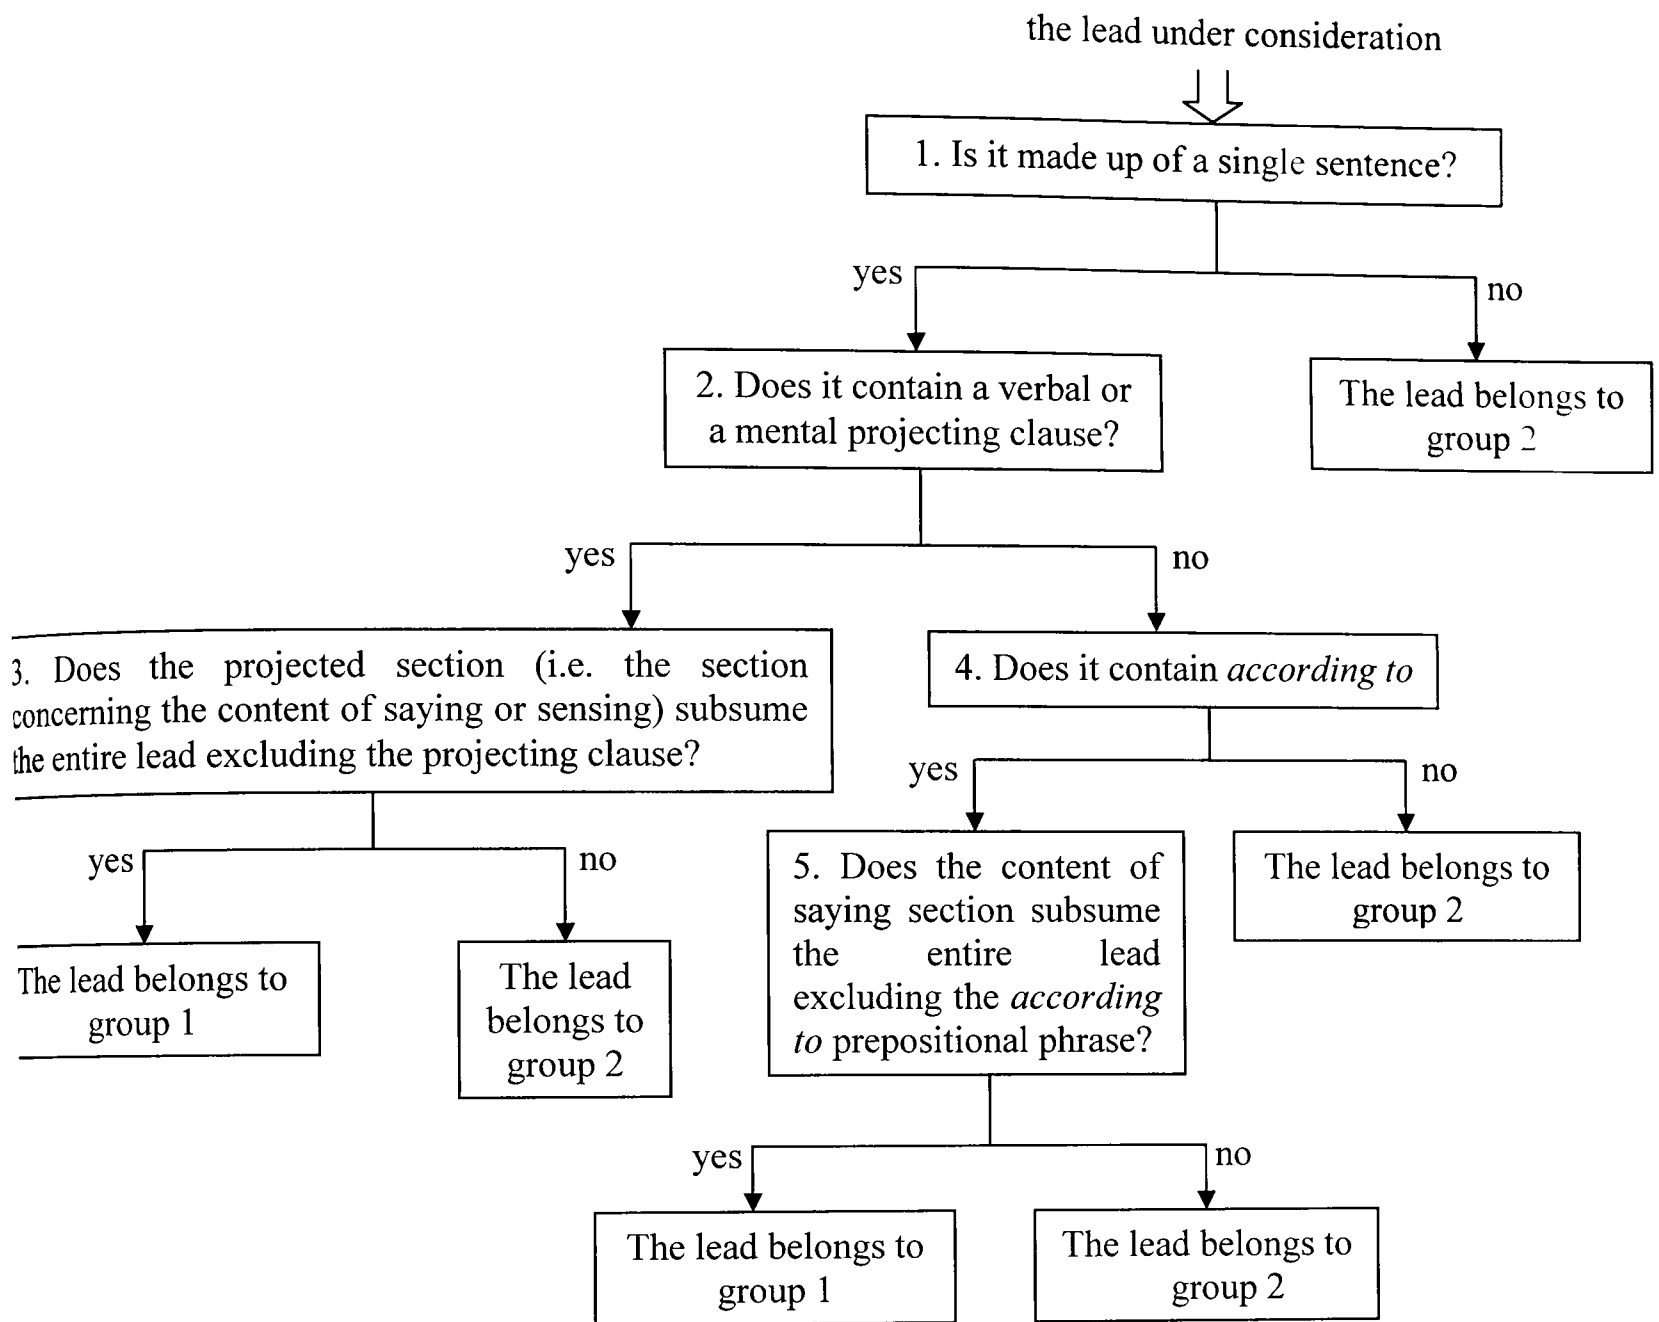 the lead under consideration
1. Is it made up of a single sentence?
yes
no
2. Does it contain a verbal or
a mental projecting clause?
The lead belongs to
group 2
yes
no
3. Does the projected section (i.e. the section
concerning the content of saying or sensing) subsume
the entire lead excluding the projecting clause?
4. Does it contain according to
yes
no
yes
no
5. Does the content of
saying section subsume
the entire lead
excluding the according
to prepositional phrase?
The lead belongs to
group 2
The lead belongs to
group 1
The lead
belongs to
group 2
yes
no
The lead belongs to
group 1
The lead belongs to
group 2